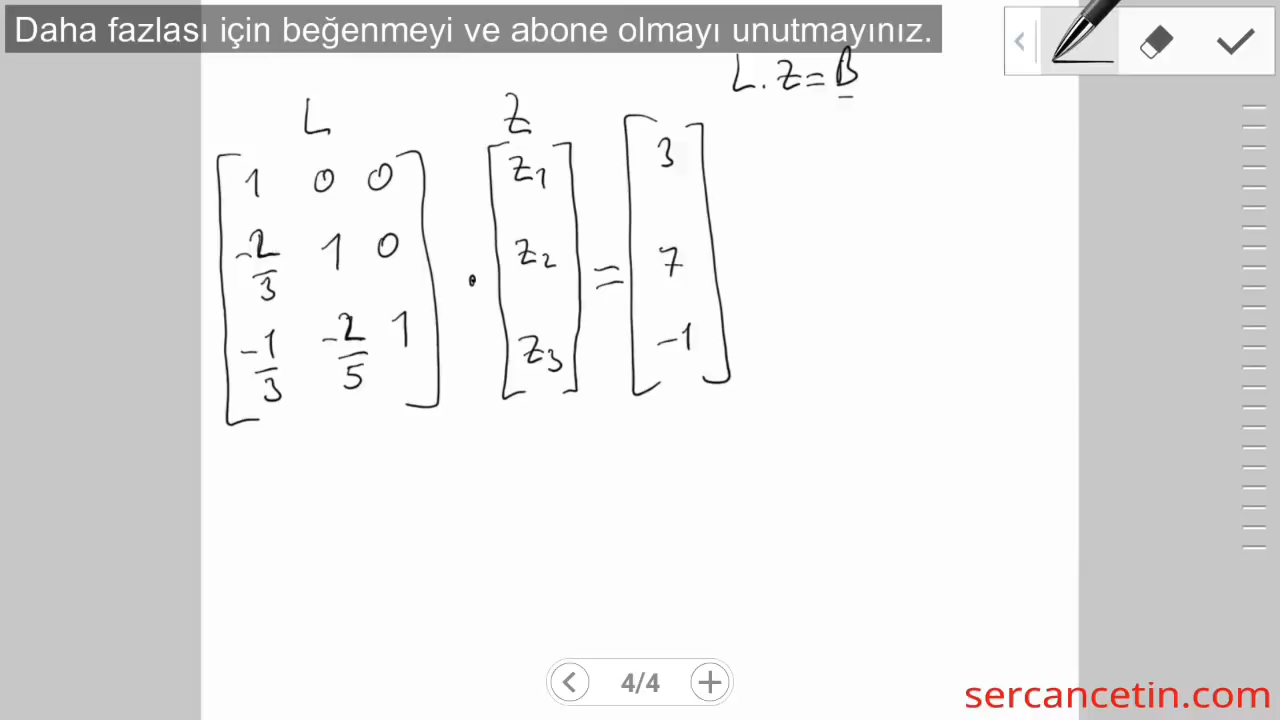 Daha fazlası için beğenmeyi ve abone olmayı unutmayınız.
L . Z = B
L Z
1 0 0 z1 3
-2/3 1 0 . z2 = 7
-1/3 -2/5 1 z3 -1
4/4
sercancetin.com